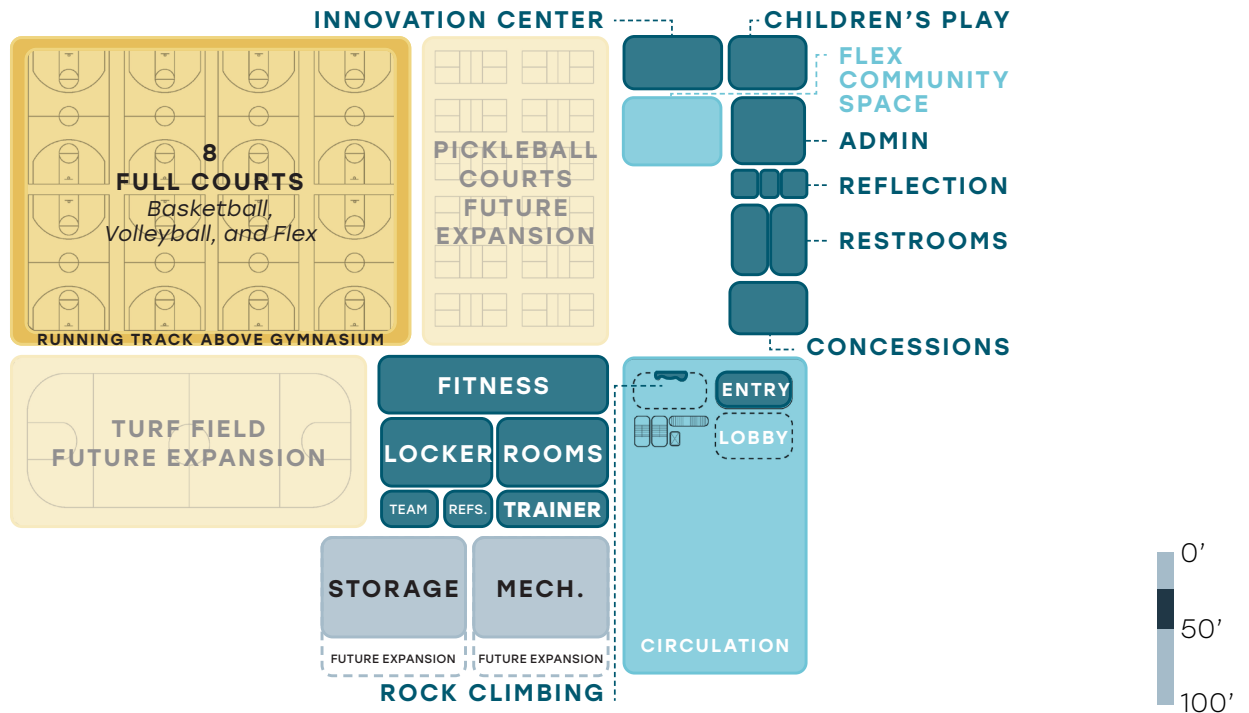 INNOVATION CENTER
CHILDREN’S PLAY
FLEX
COMMUNITY
SPACE
8
FULL COURTS
Basketball,
Volleyball, and Flex
RUNNING TRACK ABOVE GYMNASIUM
PICKLEBALL
COURTS
FUTURE
EXPANSION
ADMIN
REFLECTION
RESTROOMS
CONCESSIONS
TURF FIELD
FUTURE EXPANSION
FITNESS
LOCKER ROOMS
TEAM
REFS.
TRAINER
ENTRY
LOBBY
STORAGE
MECH.
FUTURE EXPANSION
FUTURE EXPANSION
CIRCULATION
ROCK CLIMBING
0’
50’
100’